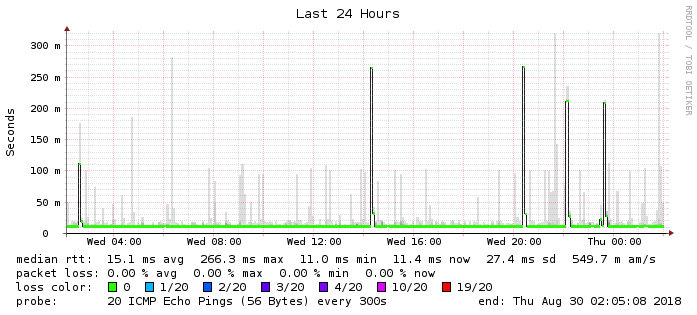 Last 24 Hours
RRDTOOL / TOBI OETIKER
Seconds
300 m
250 m
200 m
150 m
100 m
50 m
0
Wed 04:00 Wed 08:00 Wed 12:00 Wed 16:00 Wed 20:00 Thu 00:00
median rtt: 15.1 ms avg 266.3 ms max 11.0 ms min 11.4 ms now 27.4 ms sd 549.7 m am/s
packet loss: 0.00 % avg 0.00 % max 0.00 % min 0.00 % now
loss color: 0 1/20 2/20 3/20 4/20 10/20 19/20
probe: 20 ICMP Echo Pings (56 Bytes) every 300s end: Thu Aug 30 02:05:08 2018